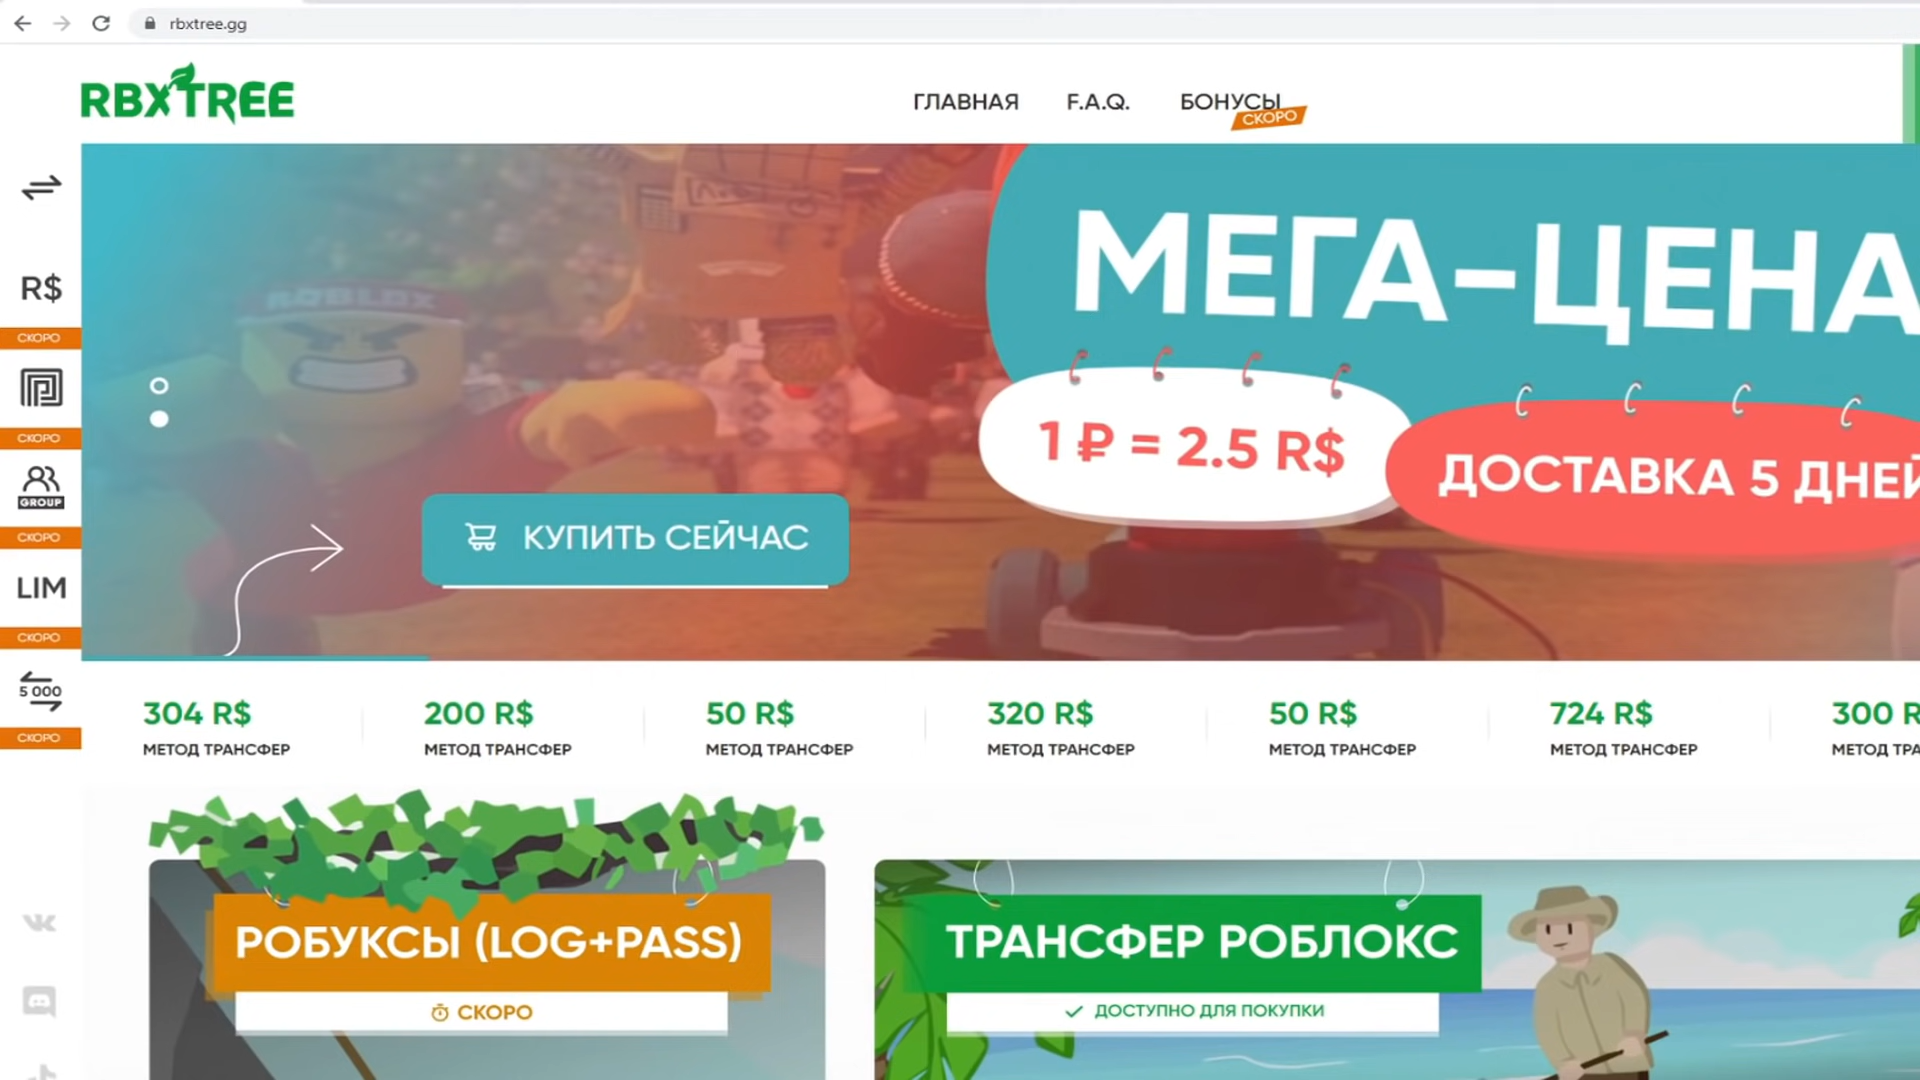 rbxtree.gg
RBXTREE
ГЛАВНАЯ
F.A.Q.
БОНУСЫ
СКОРО
R$
СКОРО
СКОРО
GROUP
СКОРО
LIM
СКОРО
5 000
СКОРО
ROBLOX
МЕГА-ЦЕНА
1 ₽ = 2.5 R$
ДОСТАВКА 5 ДНЕЙ
КУПИТЬ СЕЙЧАС
304 R$
МЕТОД ТРАНСФЕР
200 R$
МЕТОД ТРАНСФЕР
50 R$
МЕТОД ТРАНСФЕР
320 R$
МЕТОД ТРАНСФЕР
50 R$
МЕТОД ТРАНСФЕР
724 R$
МЕТОД ТРАНСФЕР
300 R
МЕТОД ТРА
РОБУКСЫ (LOG+PASS)
СКОРО
ТРАНСФЕР РОБЛОКС
ДОСТУПНО ДЛЯ ПОКУПКИ